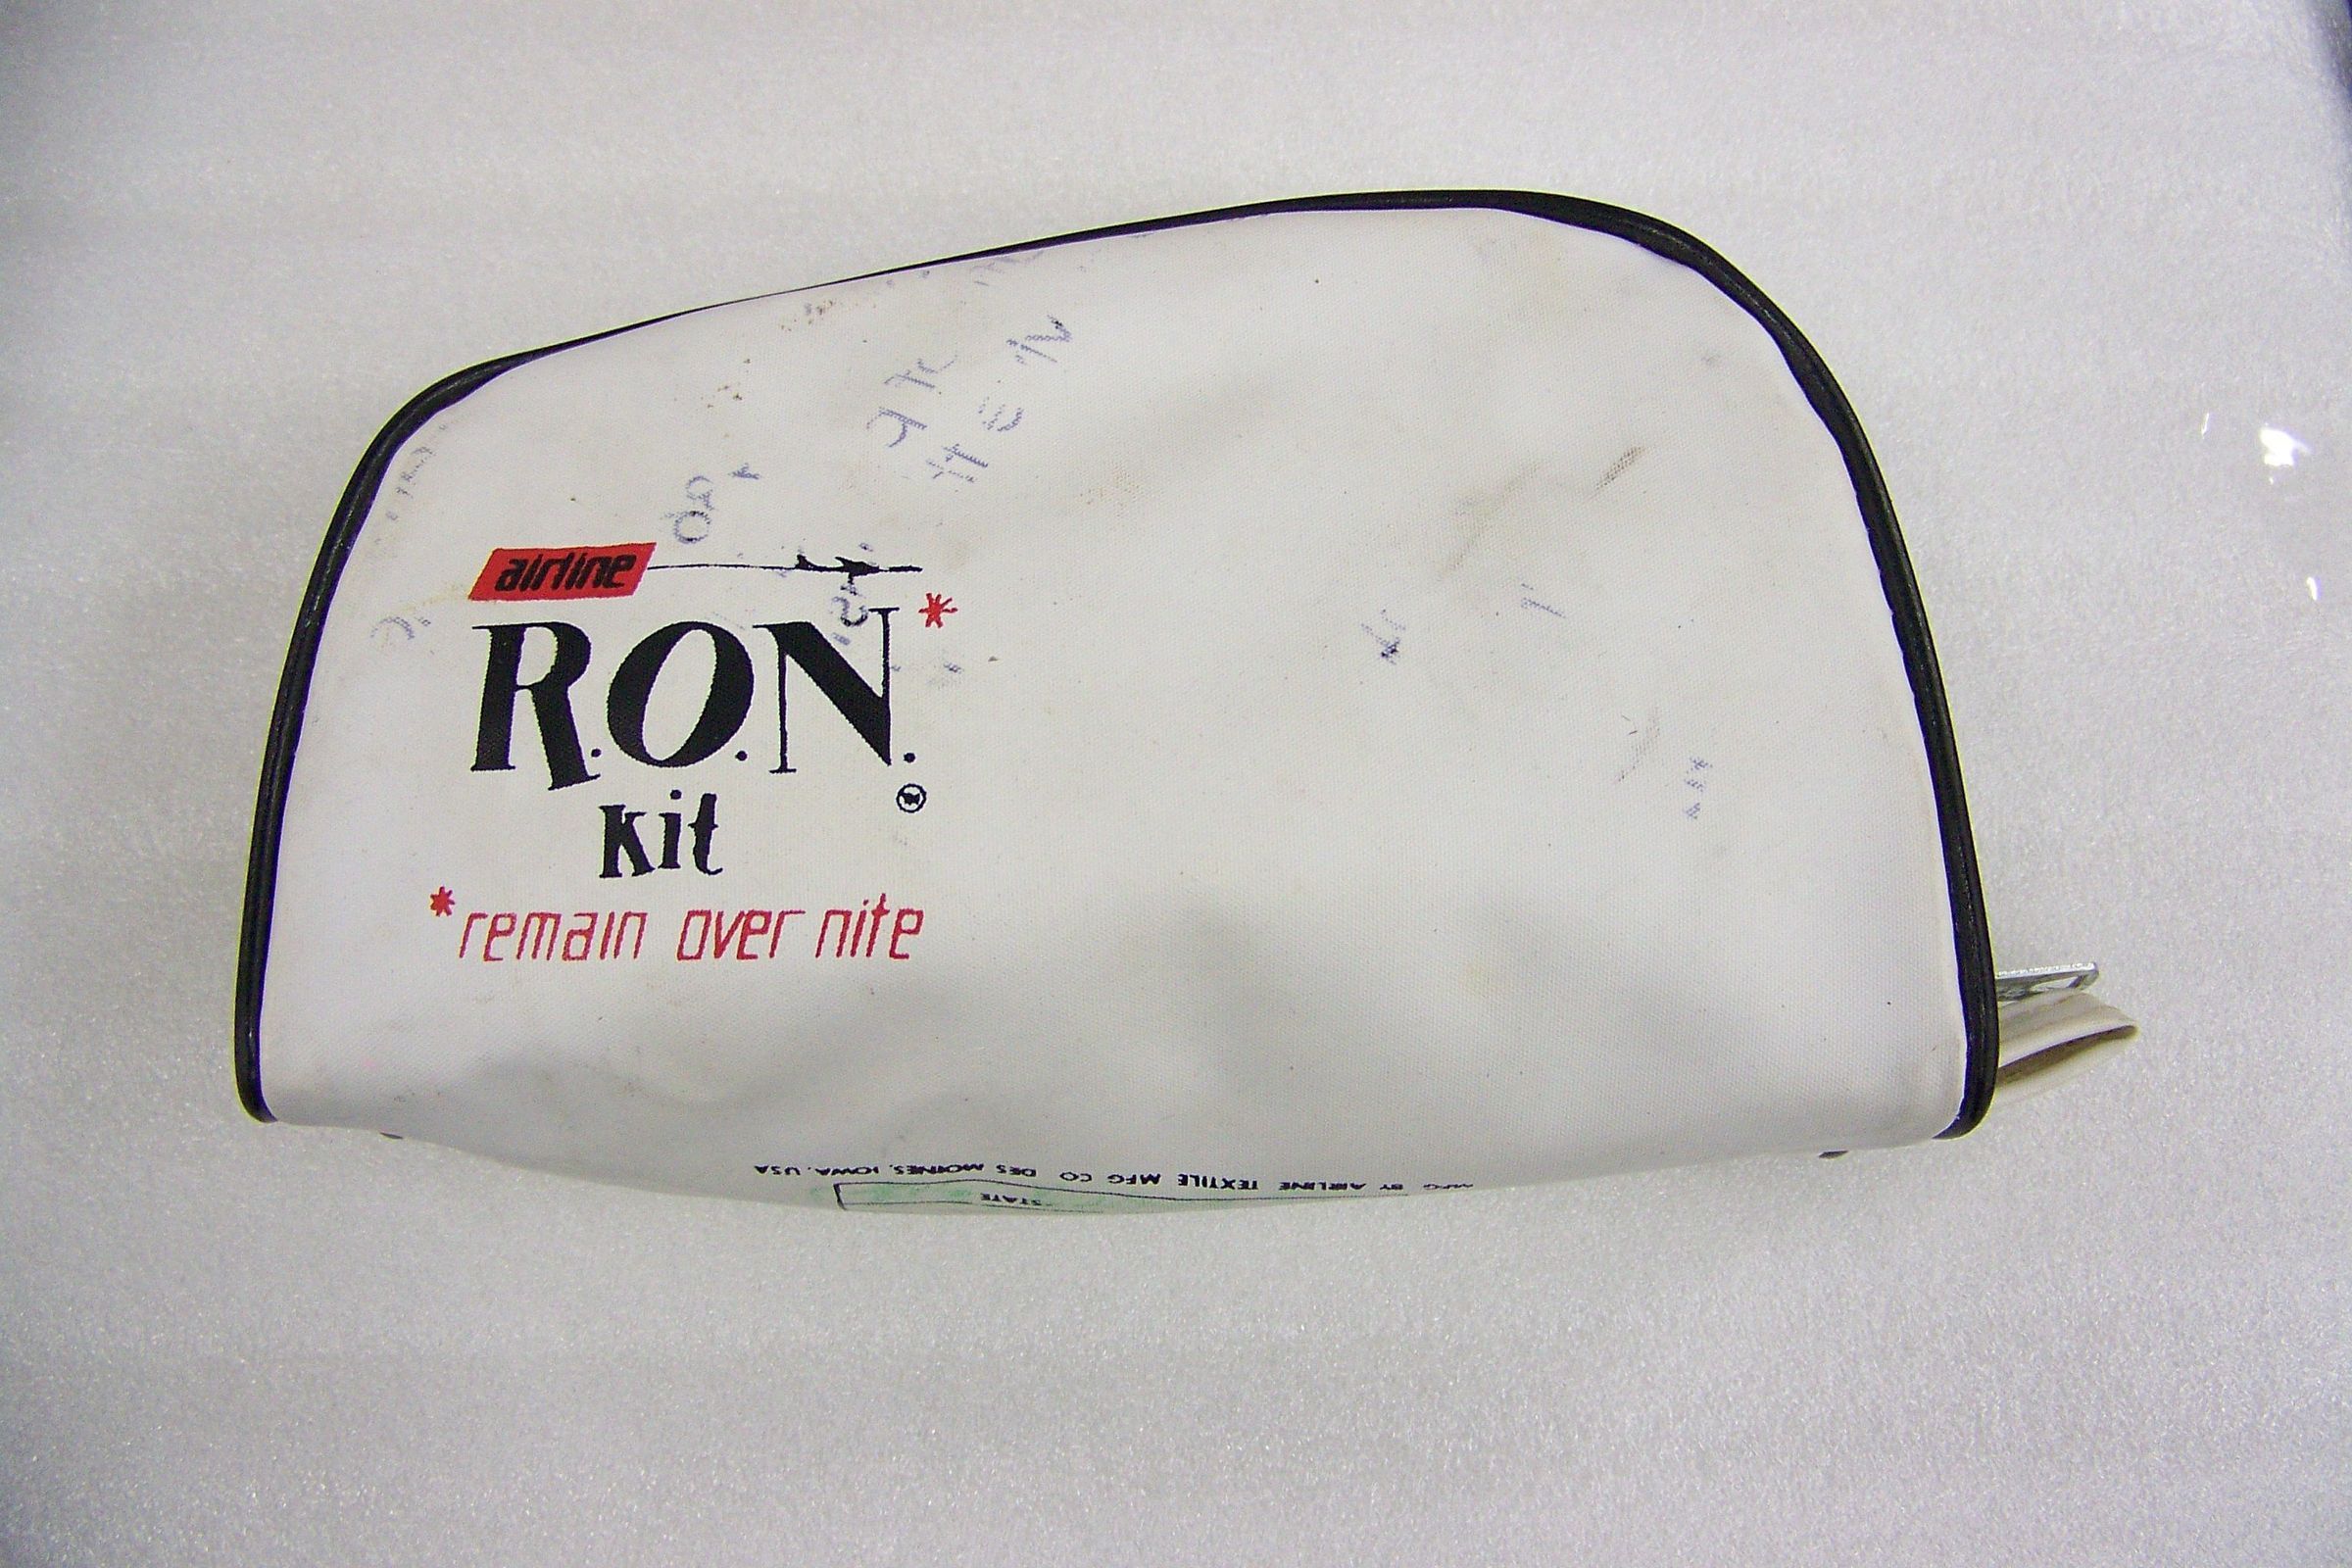 airline
R.O.N.*
Kit
*remain over nite
MFG BY AIRLINE TEXTILE MFG CO DES MOINES, IOWA, USA
STATE